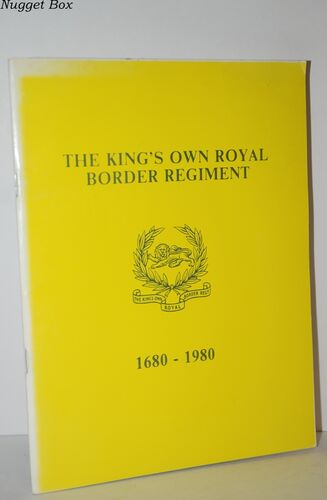 Nugget Box
THE KING'S OWN ROYAL
BORDER REGIMENT
THE KING'S OWN
ROYAL
BORDER REGT
1680 - 1980